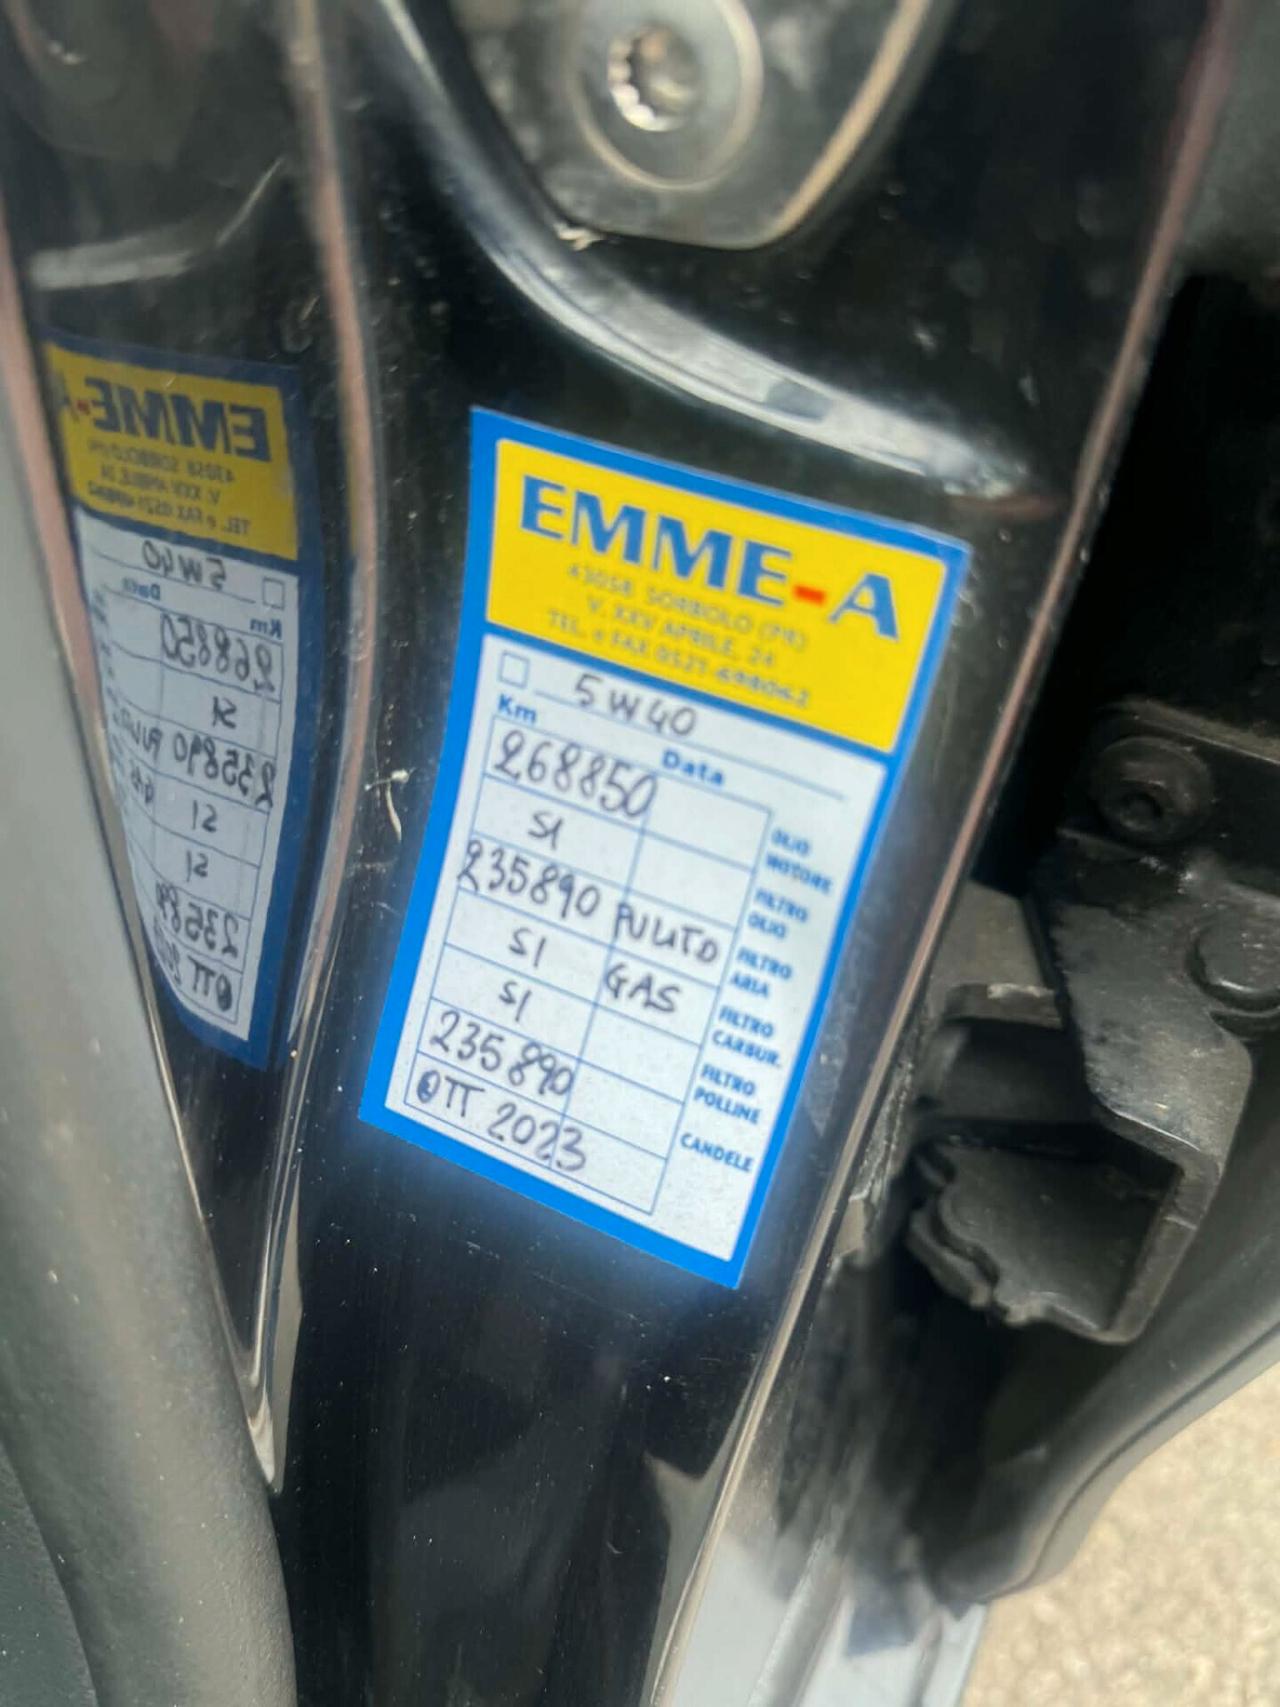 EMME-A
43058 SORBOLO (PR)
V. XXV APRILE, 24
TEL. e FAX 0521-698062
5W40
Km Data
268850 OLIO MOTORE
SI FILTRO OLIO
235890 PULITO FILTRO ARIA
SI GAS FILTRO CARBUR.
SI FILTRO POLLINE
235890 CANDELE
OTT 2023